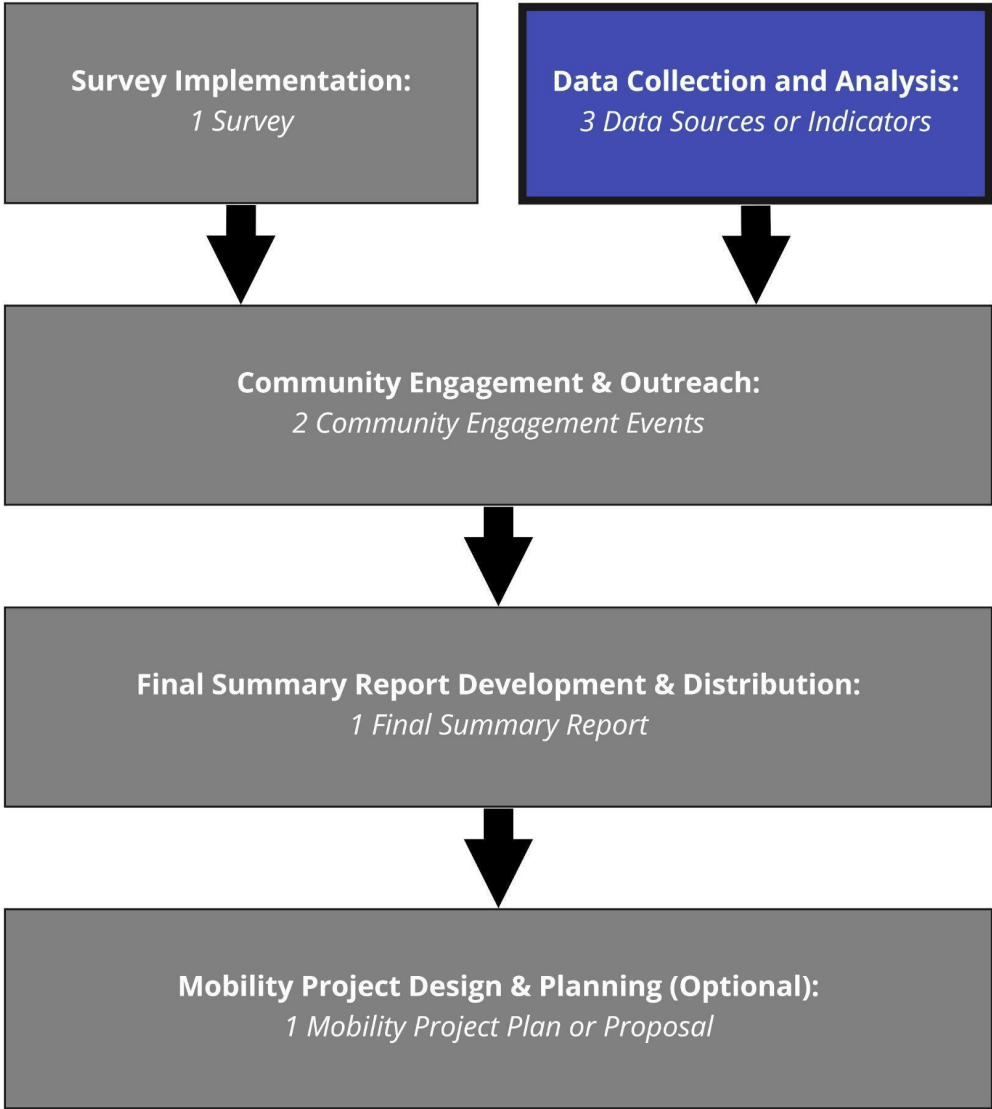 Survey Implementation:
1 Survey
Data Collection and Analysis:
3 Data Sources or Indicators
Community Engagement & Outreach:
2 Community Engagement Events
Final Summary Report Development & Distribution:
1 Final Summary Report
Mobility Project Design & Planning (Optional):
1 Mobility Project Plan or Proposal